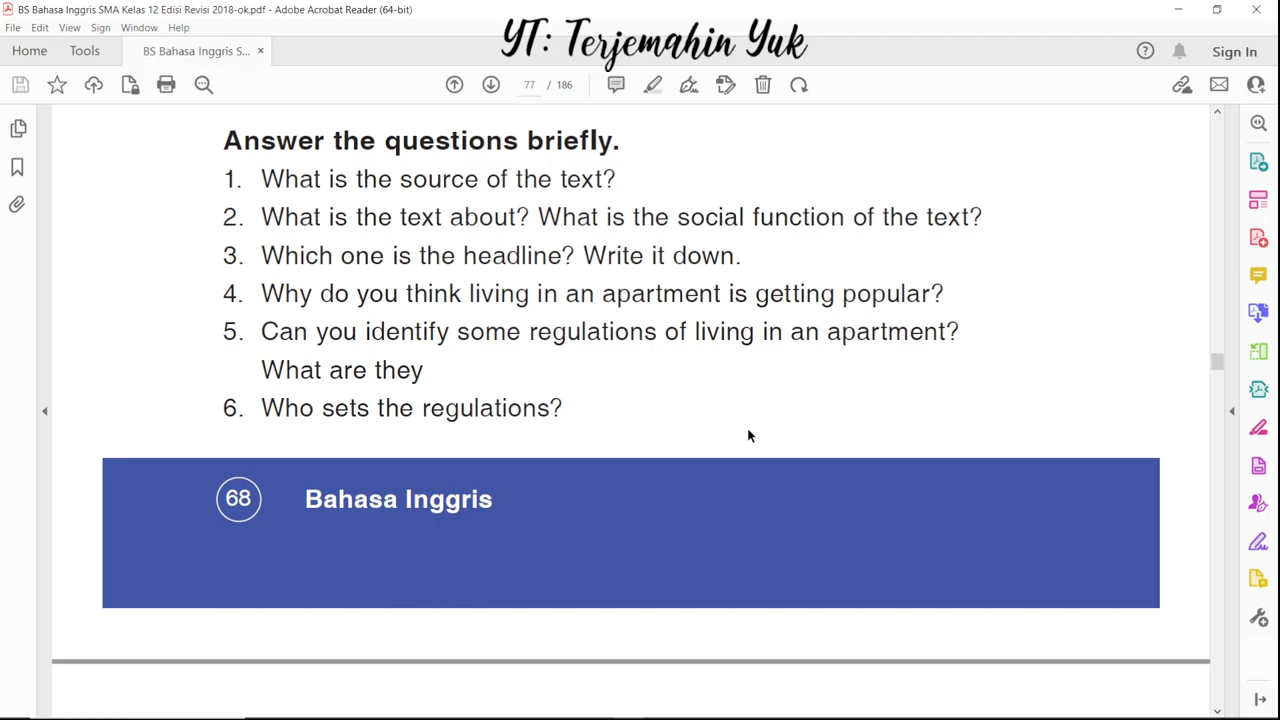 BS Bahasa Inggris SMA Kelas 12 Edisi Revisi 2018-ok.pdf - Adobe Acrobat Reader (64-bit)
File Edit View Sign Window Help
YT: Terjemahin Yuk
Home Tools BS Bahasa Inggris S... × Sign In
77 / 186
Answer the questions briefly.
1. What is the source of the text?
2. What is the text about? What is the social function of the text?
3. Which one is the headline? Write it down.
4. Why do you think living in an apartment is getting popular?
5. Can you identify some regulations of living in an apartment?
What are they
6. Who sets the regulations?
68 Bahasa Inggris